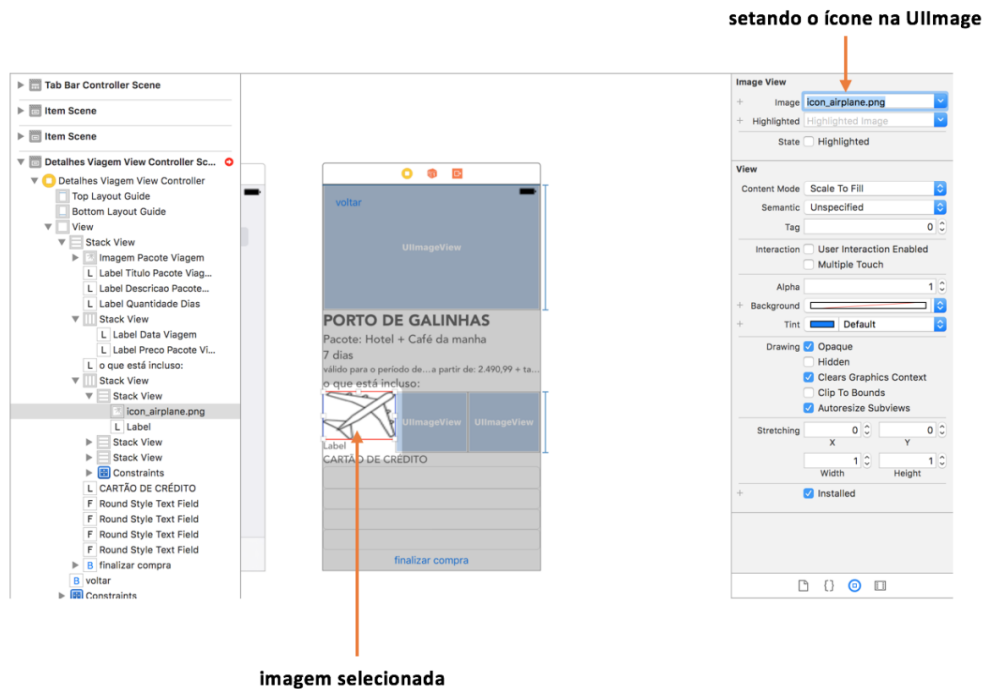 setando o ícone na UIImage
Tab Bar Controller Scene
Item Scene
Item Scene
Detalhes Viagem View Controller Sc...
Detalhes Viagem View Controller
Top Layout Guide
Bottom Layout Guide
View
Stack View
Imagem Pacote Viagem
L Label Titulo Pacote Viag...
L Label Descricao Pacote...
L Label Quantidade Dias
Stack View
L Label Data Viagem
L Label Preco Pacote Vi...
L o que está incluso:
Stack View
Stack View
icon_airplane.png
L Label
Stack View
Stack View
Constraints
L CARTÃO DE CRÉDITO
F Round Style Text Field
F Round Style Text Field
F Round Style Text Field
F Round Style Text Field
B finalizar compra
B voltar
Constraints
voltar
UIImageView
PORTO DE GALINHAS
Pacote: Hotel + Café da manha
7 dias
válido para o período de...a partir de: 2.490,99 + ta...
o que está incluso:
UIImageView UIImageView
Label
CARTÃO DE CRÉDITO
finalizar compra
Image View
Image icon_airplane.png
Highlighted Highlighted Image
State Highlighted
View
Content Mode Scale To Fill
Semantic Unspecified
Tag 0
Interaction User Interaction Enabled
Multiple Touch
Alpha 1
Background
Tint Default
Drawing Opaque
Hidden
Clears Graphics Context
Clip To Bounds
Autoresize Subviews
Stretching 0 0
X Y
1 1
Width Height
Installed
imagem selecionada